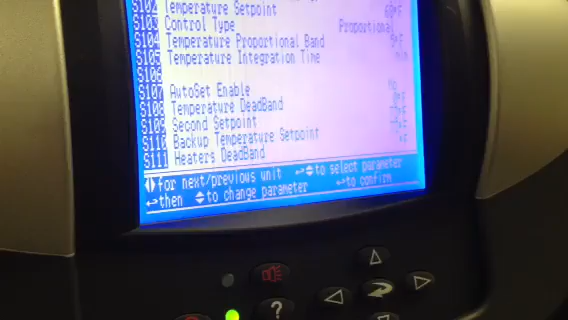 S102 Temperature Setpoint
S103 Control Type Proportional
S104 Temperature Proportional Band °F
S105 Temperature Integration Time min
S106
S107 AutoSet Enable No
S108 Temperature DeadBand °F
S109 Second Setpoint °F
S110 Backup Temperature Setpoint °F
S111 Heaters DeadBand
for next/previous unit to select parameter
then to change parameter to confirm
?